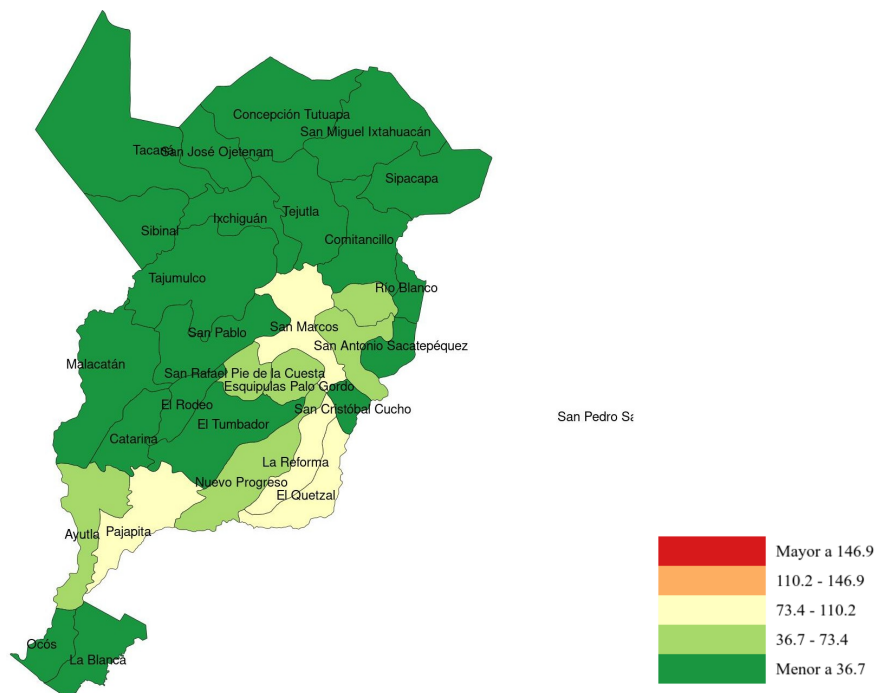 Concepción Tutuapa
San Miguel Ixtahuacán
Tacaná
San José Ojetenam
Sipacapa
Ixchiguán
Tejutla
Sibinal
Comitancillo
Tajumulco
Río Blanco
San Marcos
San Pablo
San Antonio Sacatepéquez
Malacatán
San Rafael Pie de la Cuesta
Esquipulas Palo Gordo
El Rodeo
San Cristóbal Cucho
San Pedro Sa
El Tumbador
Catarina
La Reforma
Nuevo Progreso
El Quetzal
Ayutla
Pajapita
Mayor a 146.9
110.2 - 146.9
73.4 - 110.2
36.7 - 73.4
Menor a 36.7
Ocós
La Blanca